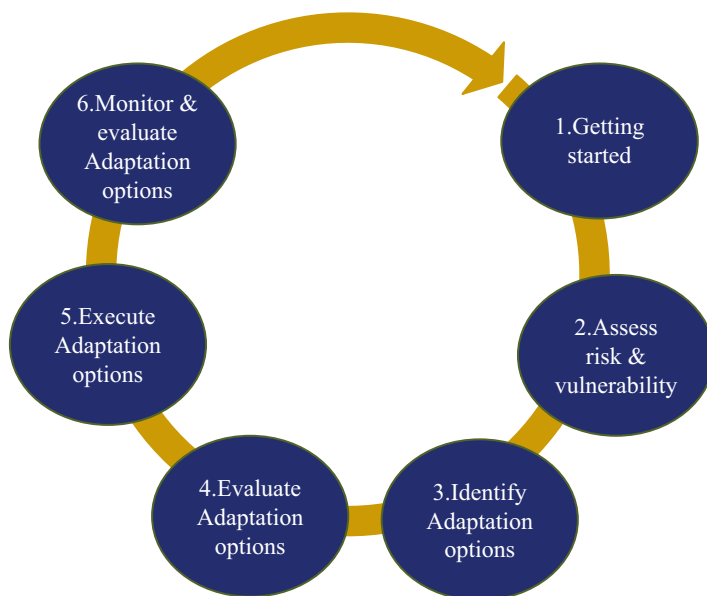 1.Getting
started
2.Assess
risk &
vulnerability
3.Identify
Adaptation
options
4.Evaluate
Adaptation
options
5.Execute
Adaptation
options
6.Monitor &
evaluate
Adaptation
options